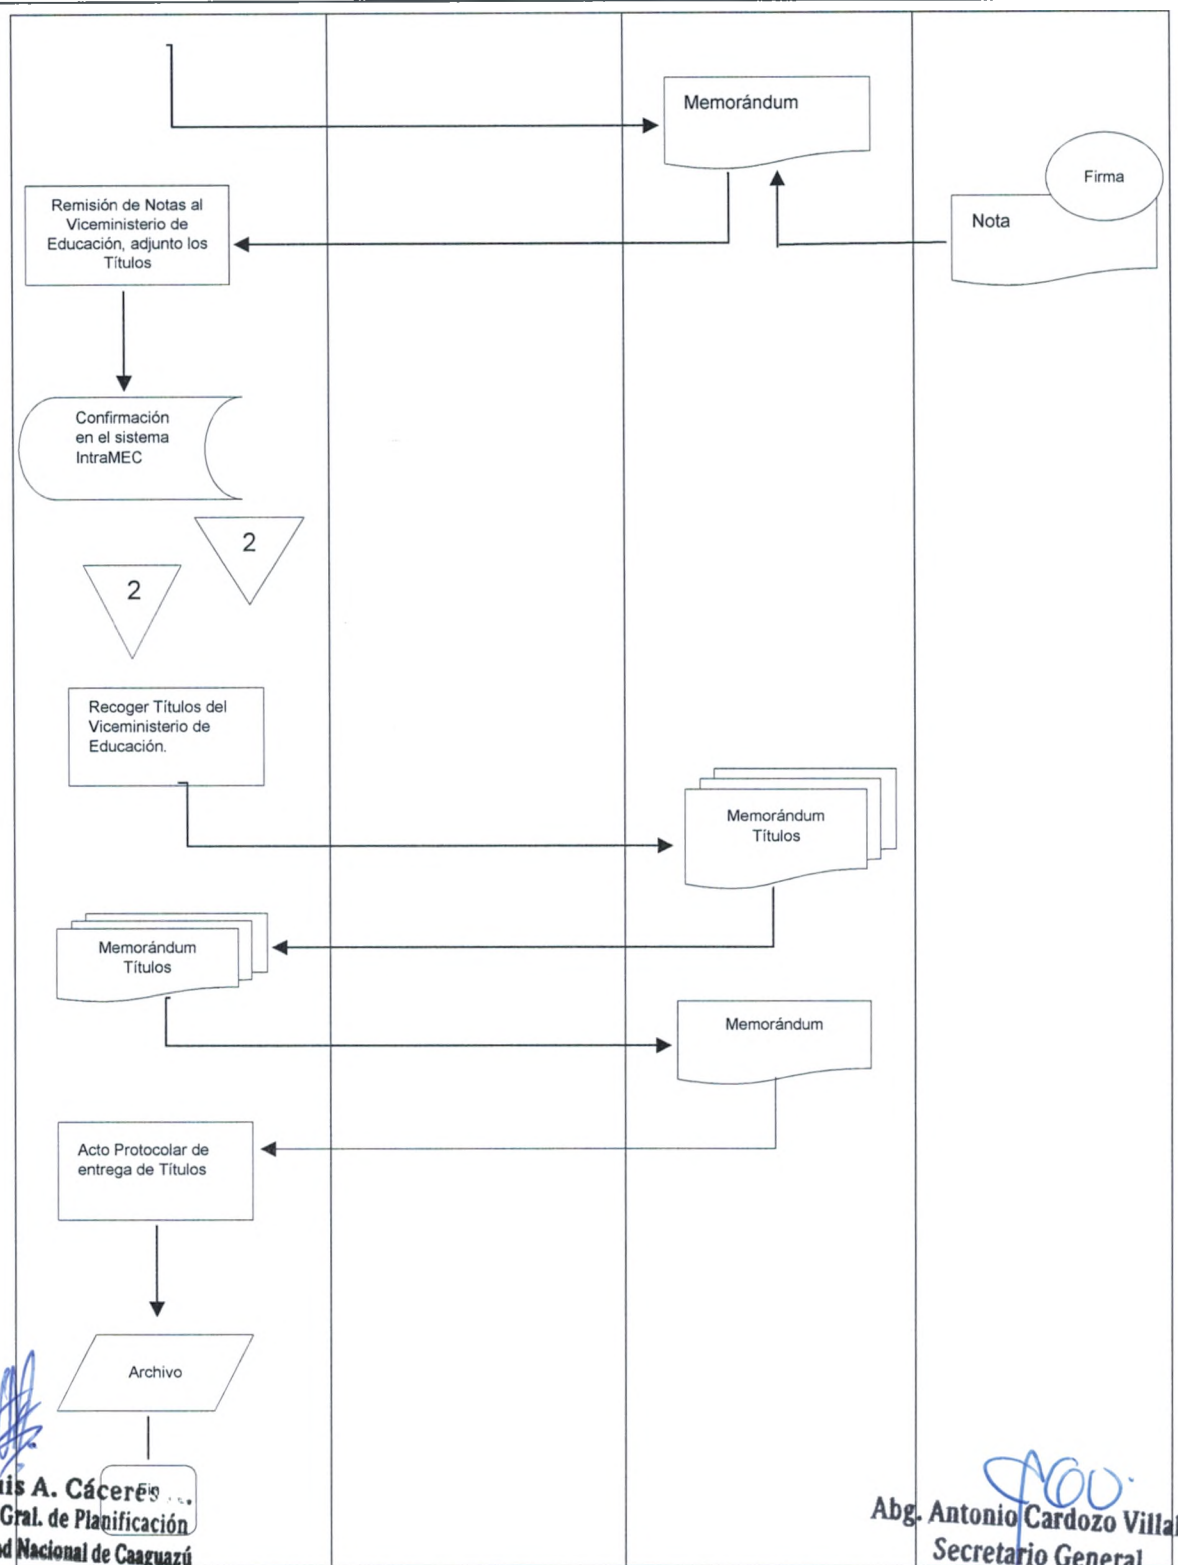 Memorándum
Firma
Remisión de Notas al
Viceministerio de
Educación, adjunto los
Títulos
Nota
Confirmación
en el sistema
IntraMEC
2
2
Recoger Títulos del
Viceministerio de
Educación.
Memorándum
Títulos
Memorándum
Títulos
Memorándum
Acto Protocolar de
entrega de Títulos
Archivo
A. Cáceres
Gral. de Planificación
Nacional de Caaguazú
Abg. Antonio Cardozo
Secretario General